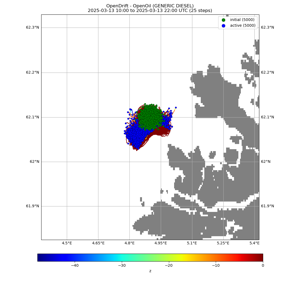 OpenDrift - OpenOil (GENERIC DIESEL)
2025-03-13 10:00 to 2025-03-13 22:00 UTC (25 steps)
initial (5000)
active (5000)
62.3°N 62.3°N
62.2°N 62.2°N
62.1°N 62.1°N
62°N 62°N
61.9°N 61.9°N
4.5°E 4.65°E 4.8°E 4.95°E 5.1°E 5.25°E 5.4°E
−40 −30 −20 −10 0